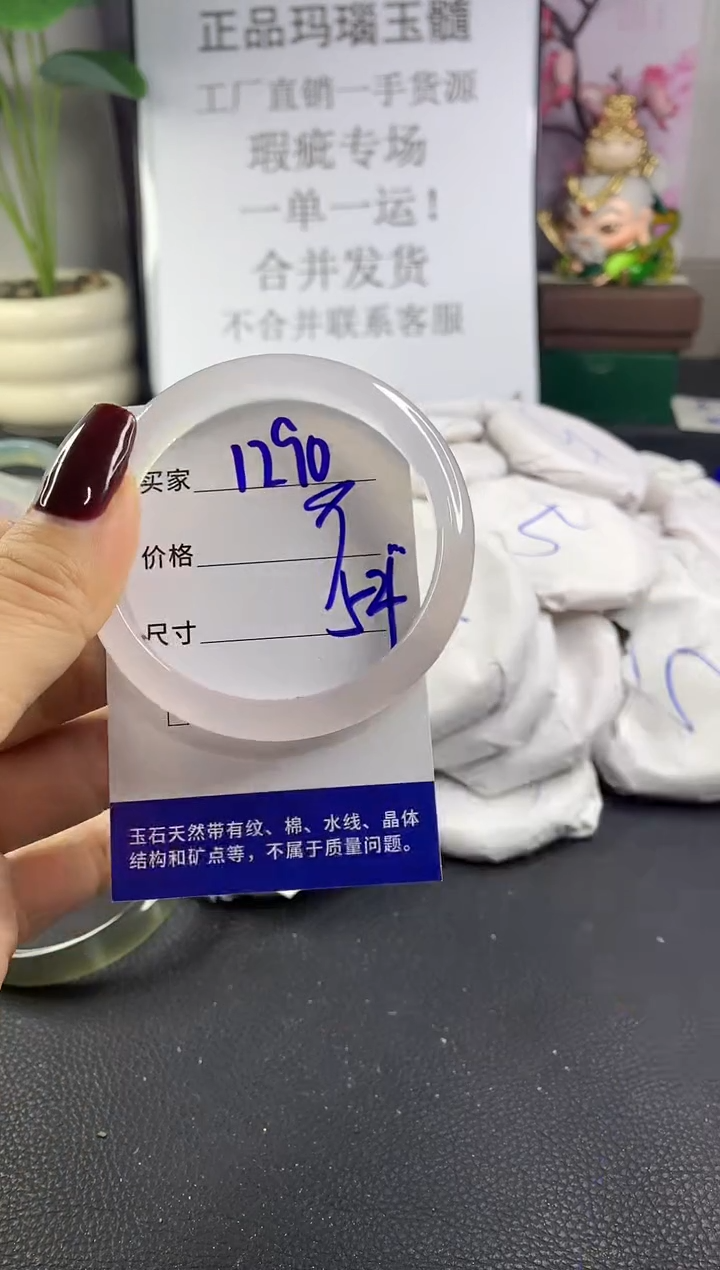 正品玛瑙玉髓
工厂直销一手货源
瑕疵专场
一单一运！
合并发货
不合并联系客服
买家 1290
价格
尺寸 54
5
玉石天然带有纹、棉、水线、晶体
结构和矿点等，不属于质量问题。